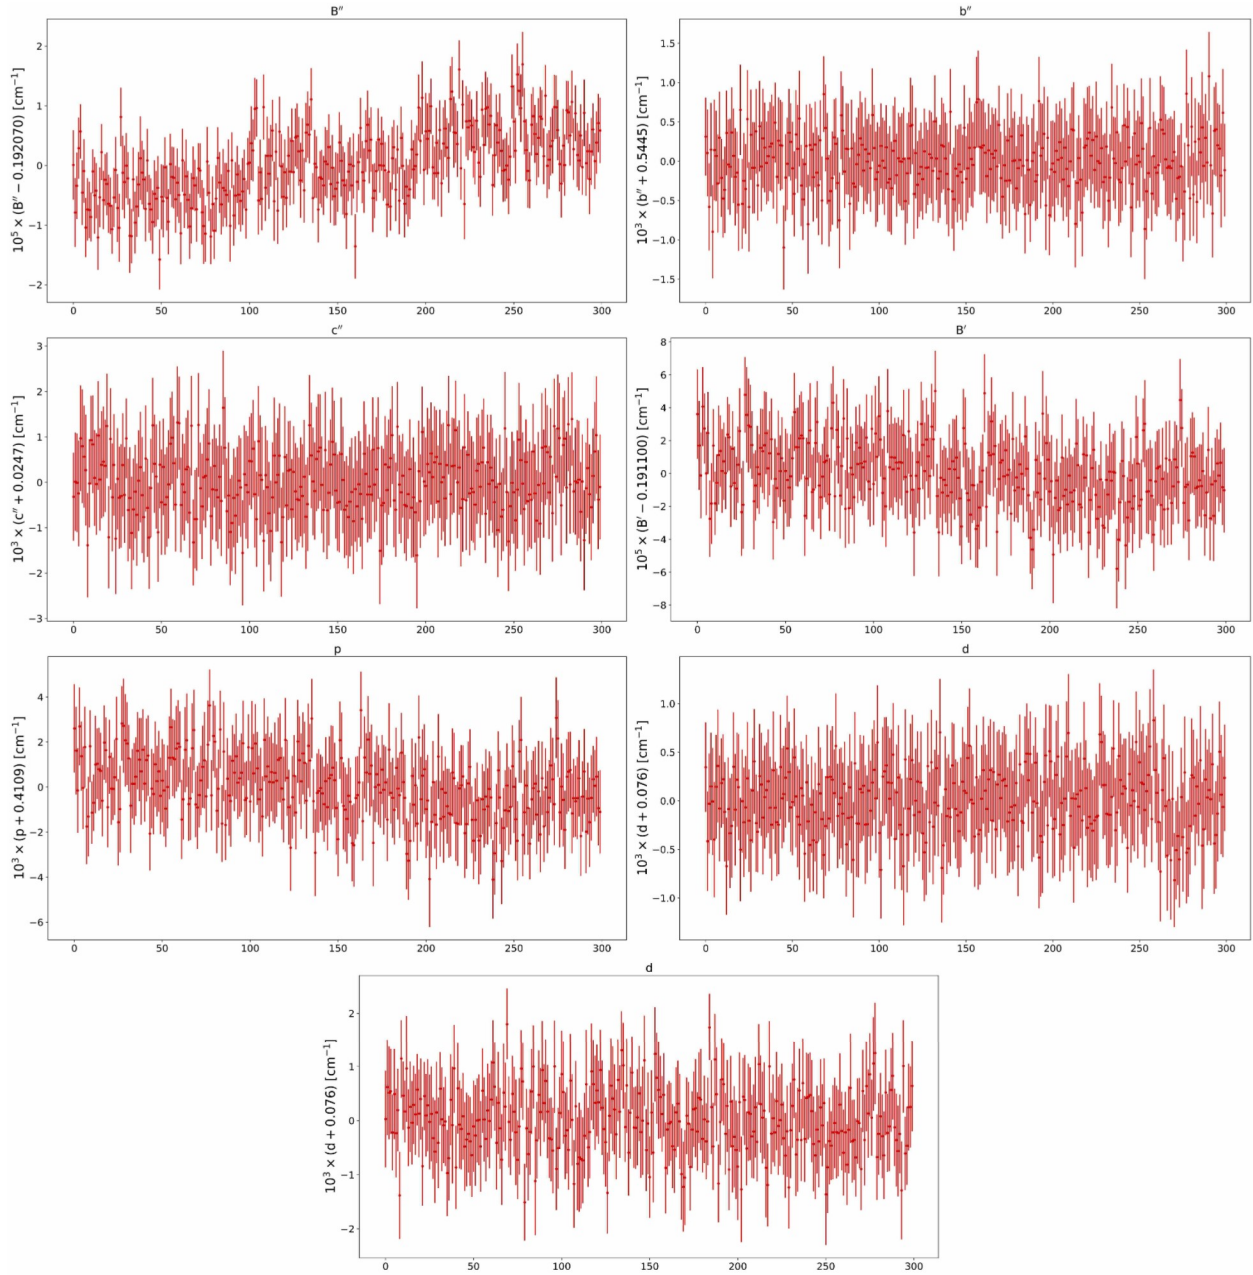 B″
b″
10⁵ × (B″ − 0.192070) [cm⁻¹]
2
1
0
−1
−2
0 50 100 150 200 250 300
10³ × (b″ + 0.5445) [cm⁻¹]
1.5
1.0
0.5
0.0
−0.5
−1.0
−1.5
0 50 100 150 200 250 300
c″
B′
10³ × (c″ + 0.0247) [cm⁻¹]
3
2
1
0
−1
−2
−3
0 50 100 150 200 250 300
10⁵ × (B′ − 0.191100) [cm⁻¹]
8
6
4
2
0
−2
−4
−6
−8
0 50 100 150 200 250 300
p
d
10³ × (p + 0.4109) [cm⁻¹]
4
2
0
−2
−4
−6
0 50 100 150 200 250 300
10³ × (d + 0.076) [cm⁻¹]
1.0
0.5
0.0
−0.5
−1.0
0 50 100 150 200 250 300
d
10³ × (d + 0.076) [cm⁻¹]
2
1
0
−1
−2
0 50 100 150 200 250 300